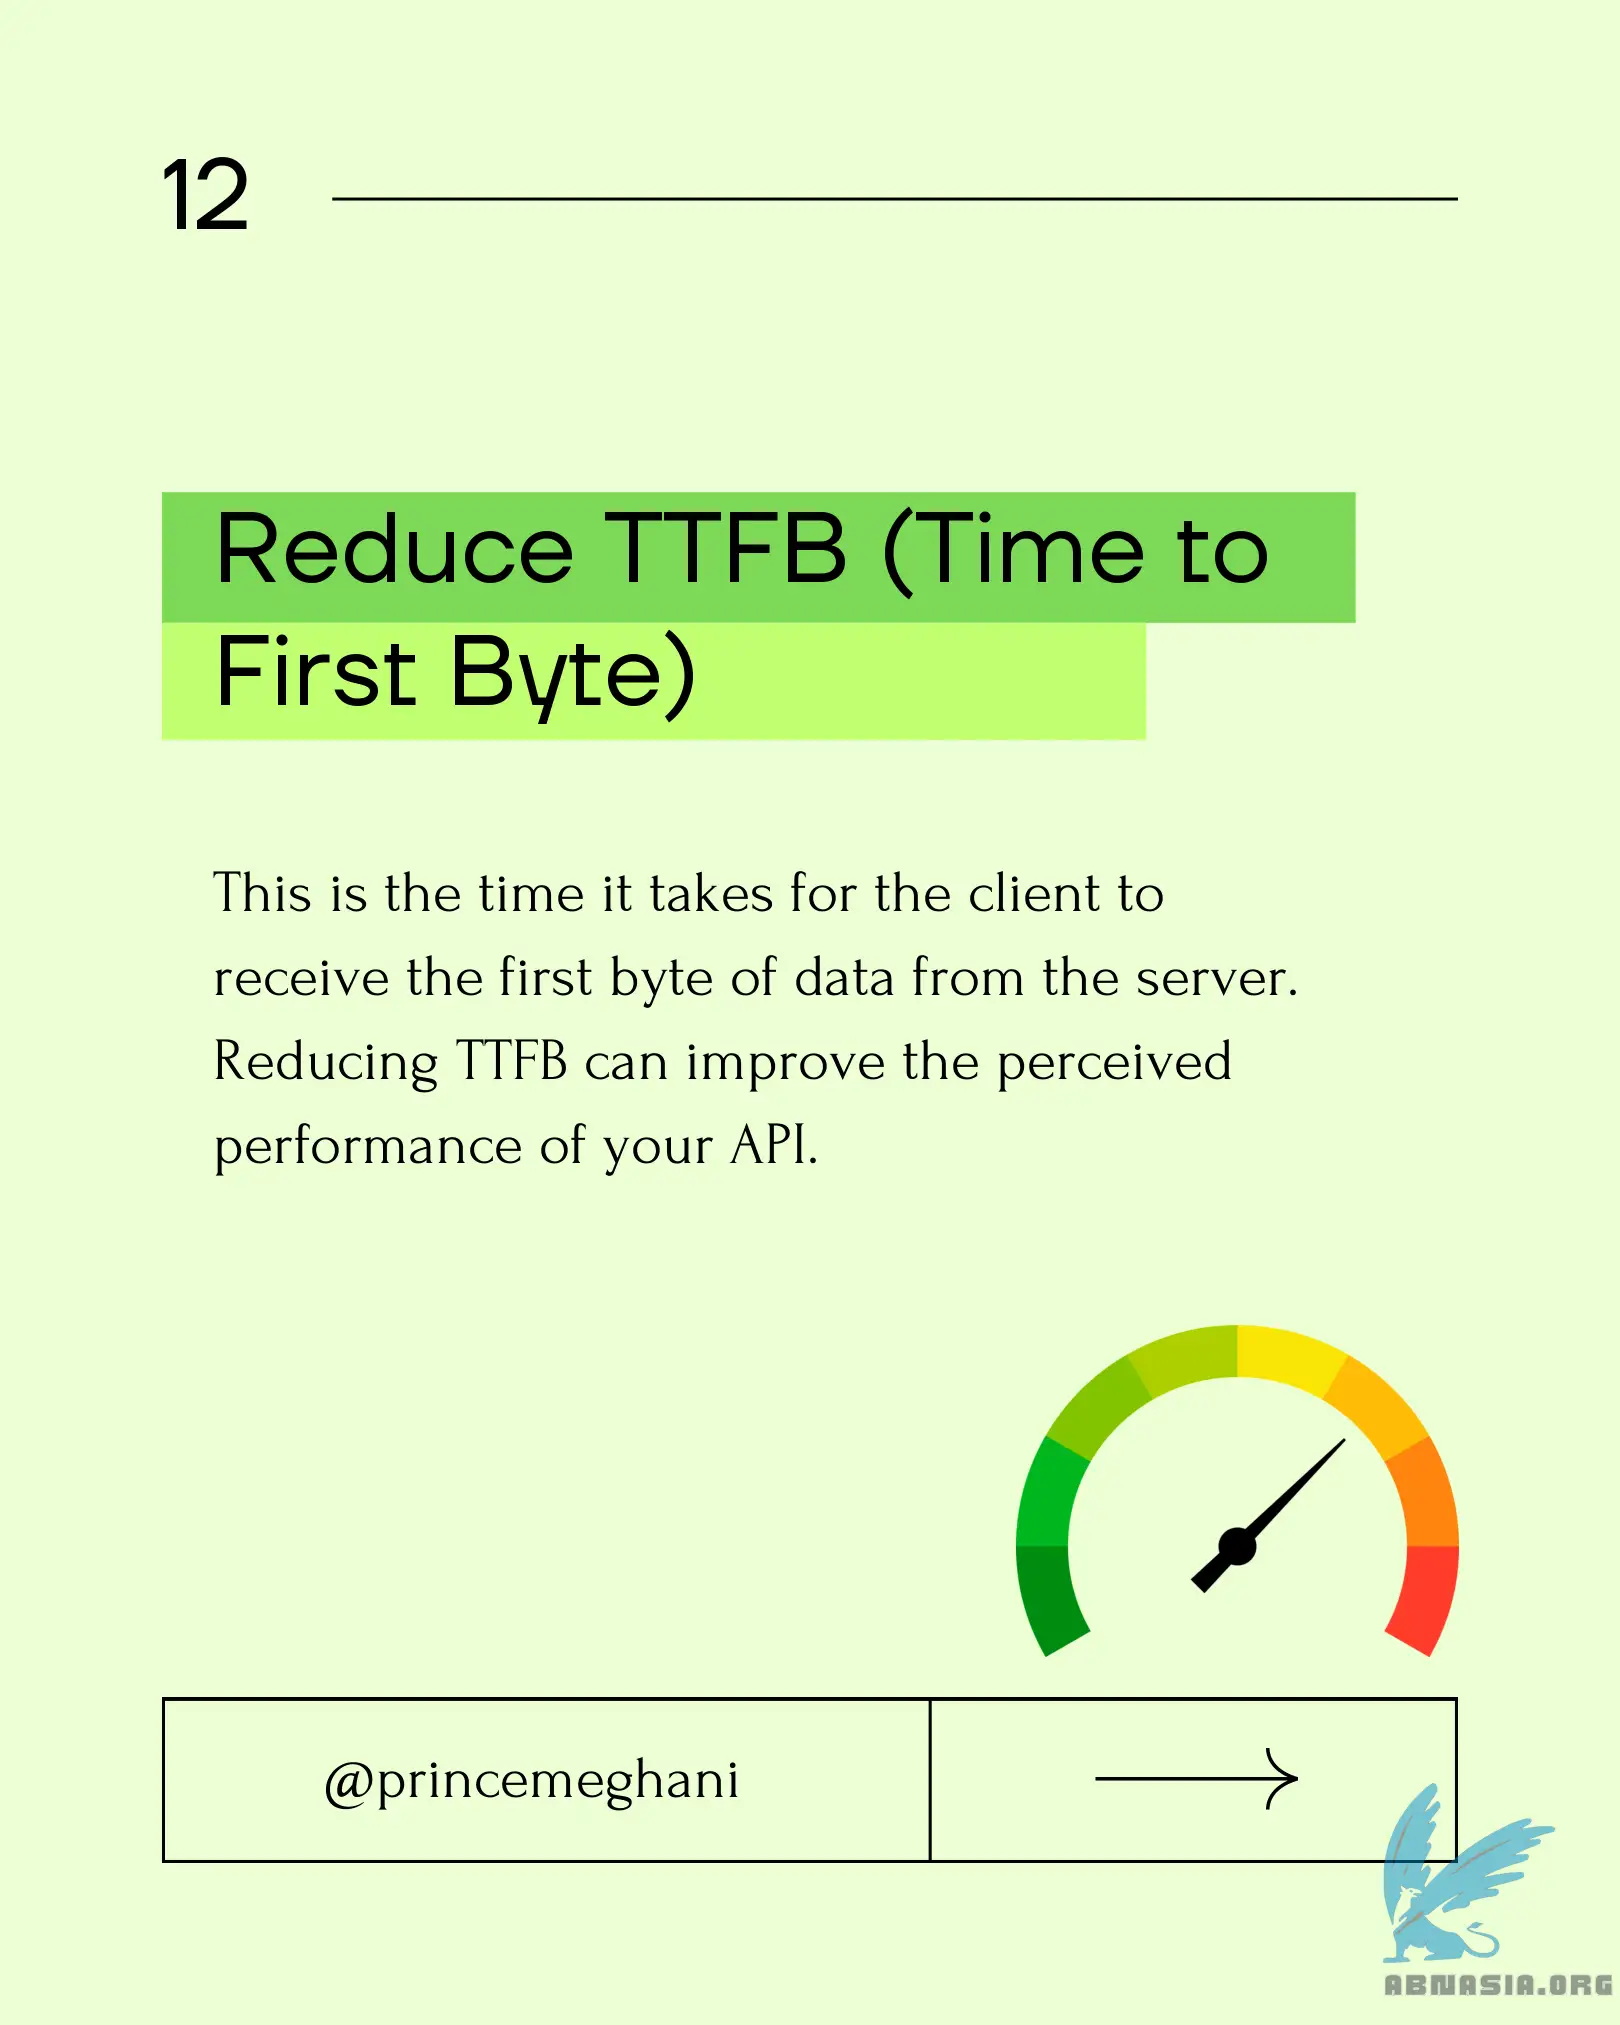 12
Reduce TTFB (Time to
First Byte)
This is the time it takes for the client to
receive the first byte of data from the server.
Reducing TTFB can improve the perceived
performance of your API.
@princemeghani
ABNASIA.ORG